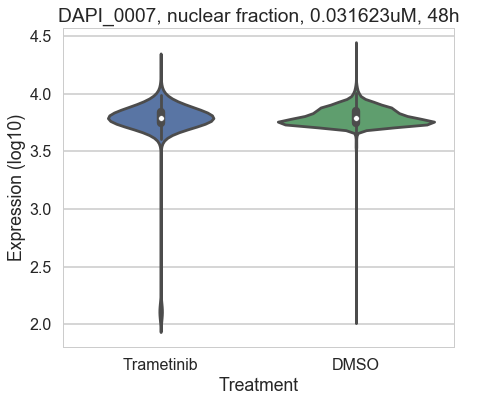 DAPI_0007, nuclear fraction, 0.031623uM, 48h
4.5
4.0
3.5
3.0
2.5
2.0
Expression (log10)
Trametinib DMSO
Treatment